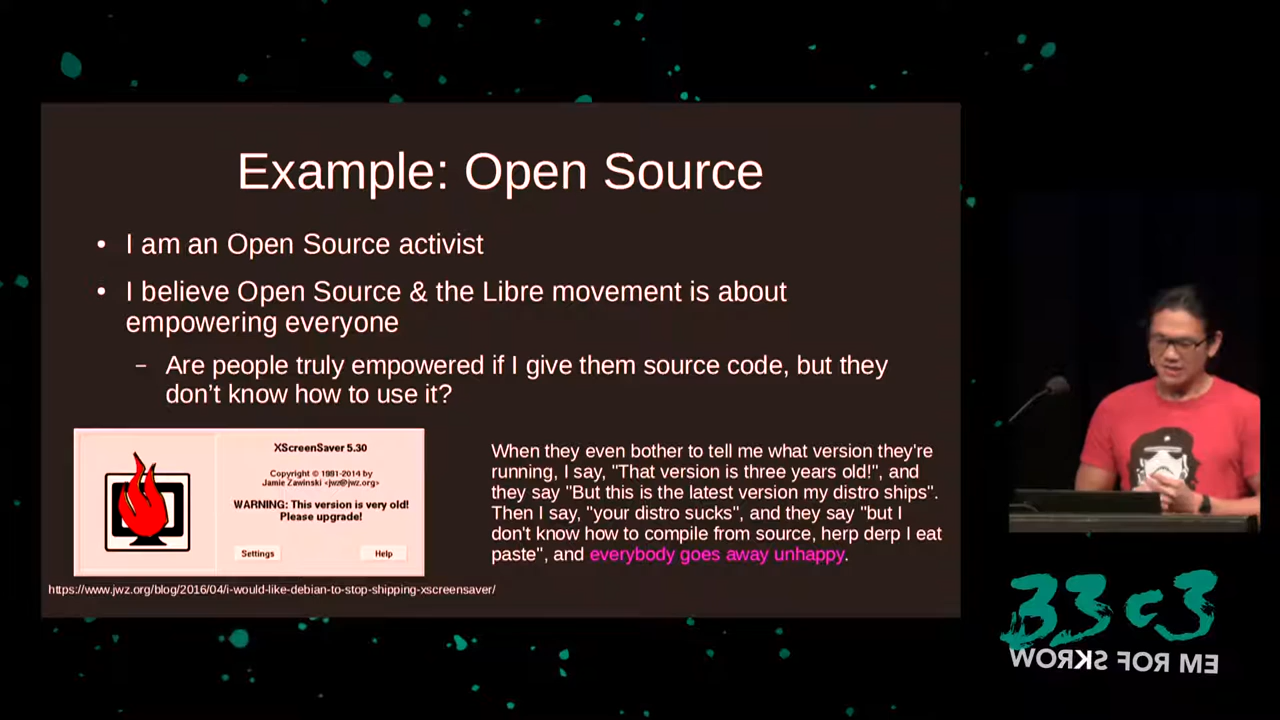 Example: Open Source
• I am an Open Source activist
• I believe Open Source & the Libre movement is about
empowering everyone
– Are people truly empowered if I give them source code, but they
don't know how to use it?
XScreenSaver 5.30
Copyright © 1991-2014 by
Jamie Zawinski <jwz@jwz.org>
WARNING: This version is very old!
Please upgrade!
Settings
Help
https://www.jwz.org/blog/2016/04/i-would-like-debian-to-stop-shipping-xscreensaver/
When they even bother to tell me what version they're
running, I say, "That version is three years old!", and
they say "But this is the latest version my distro ships".
Then I say, "your distro sucks", and they say "but I
don't know how to compile from source, herp derp I eat
paste", and everybody goes away unhappy.
33c3
WORKS FOR ME